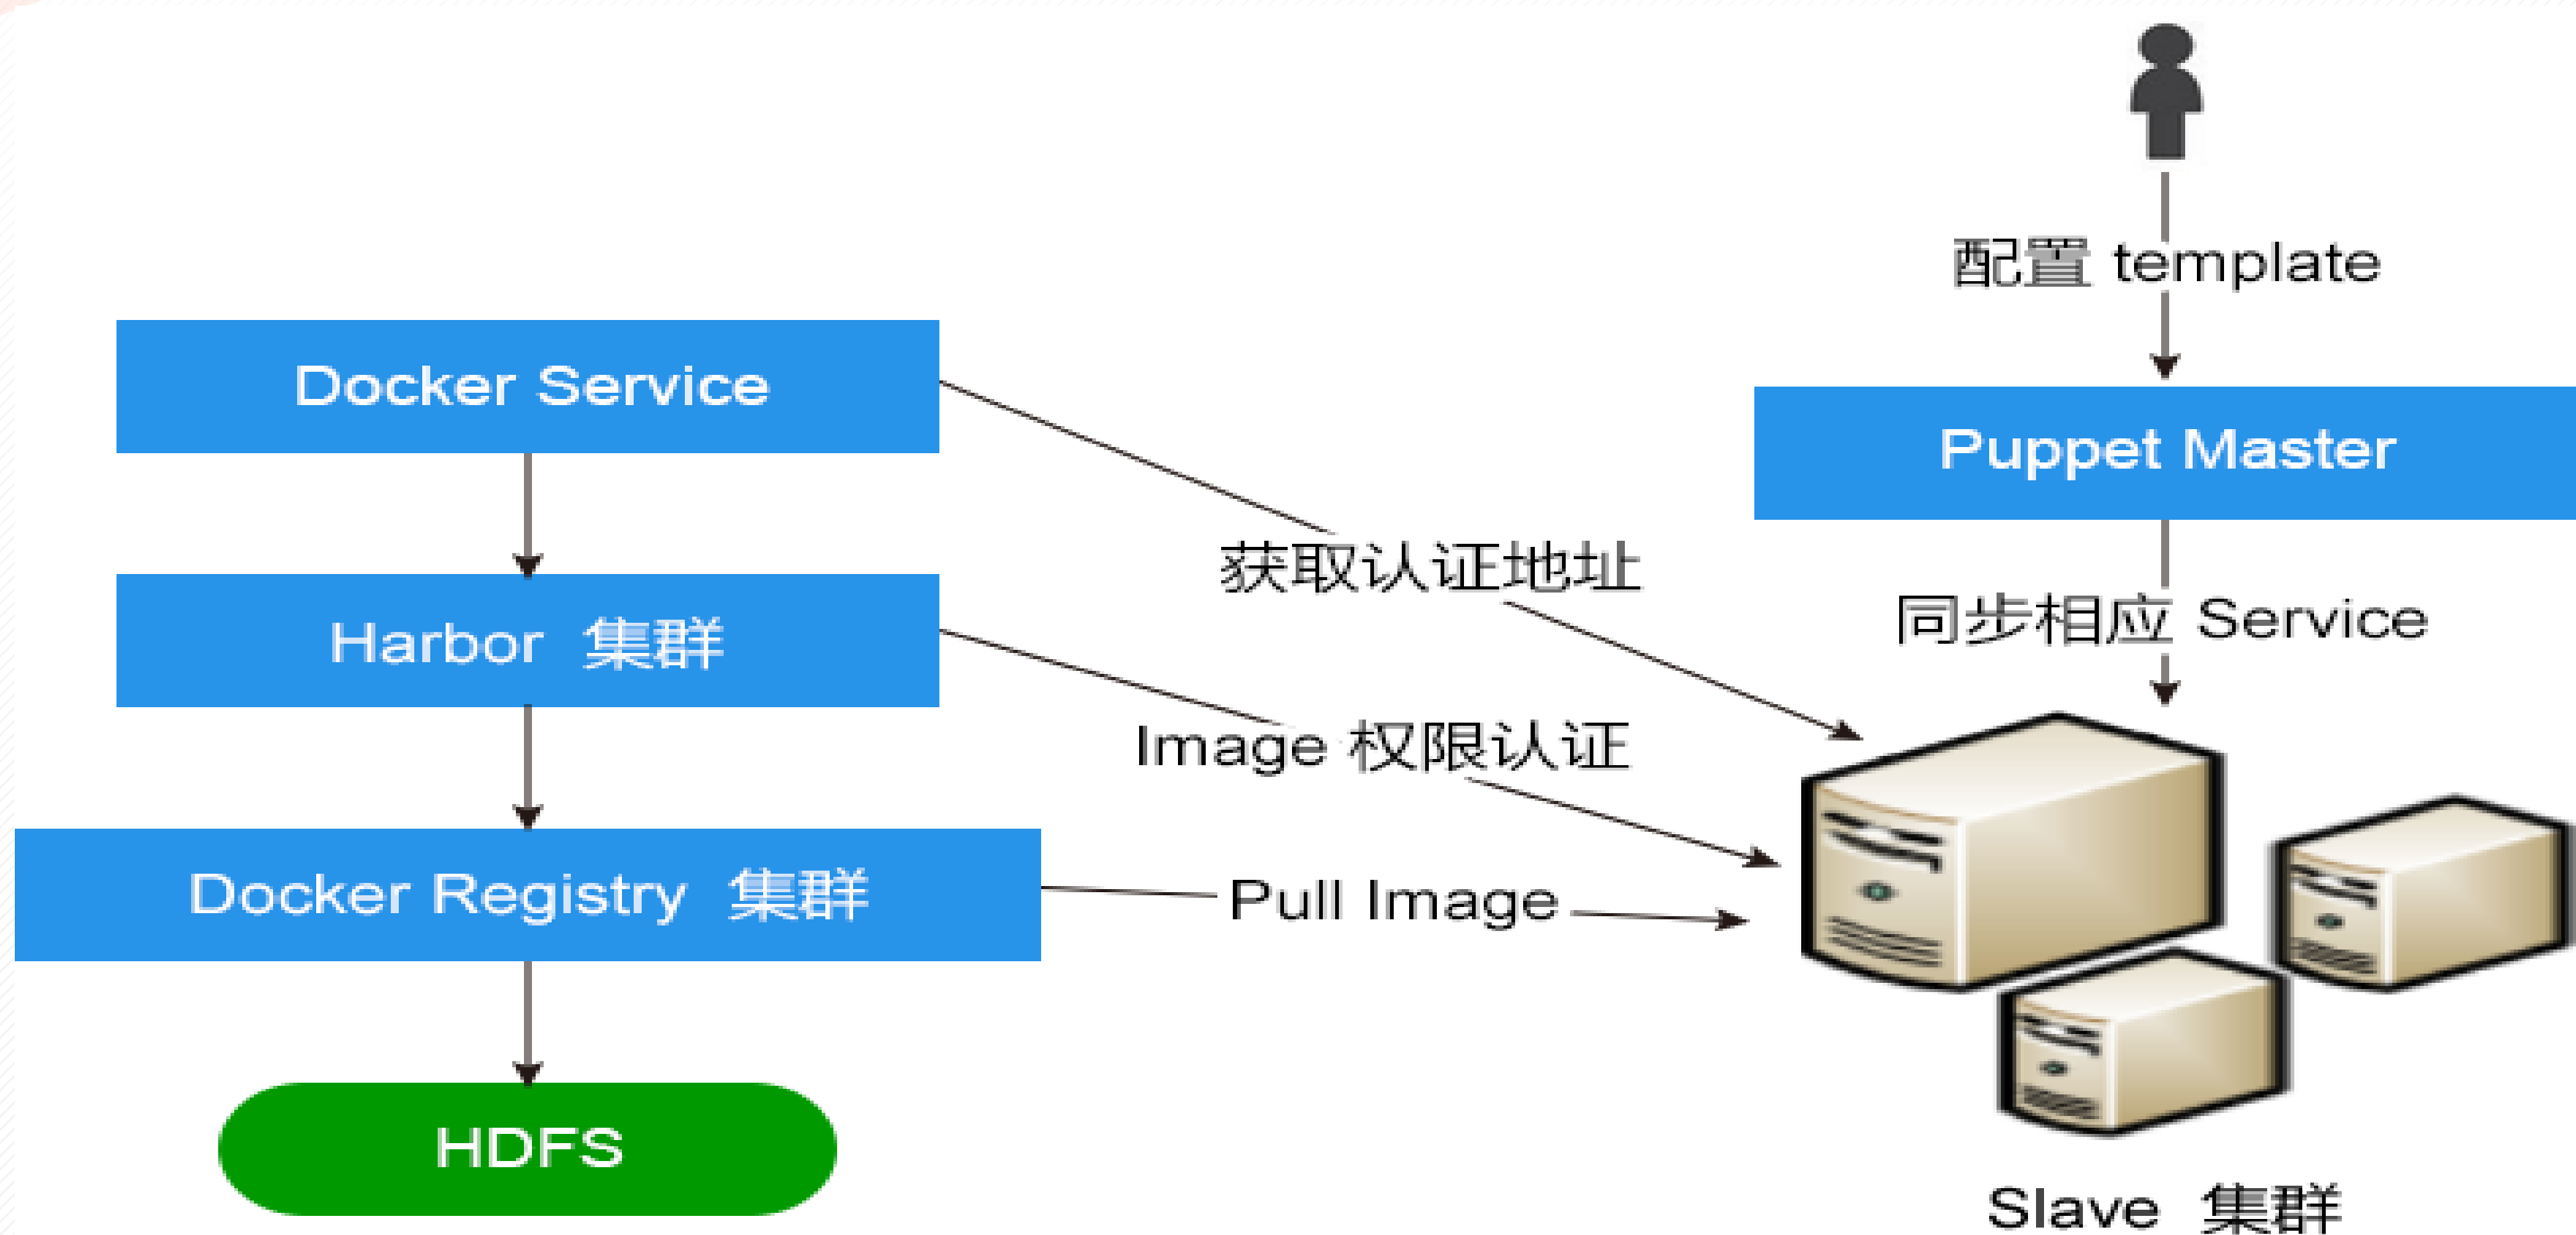 配置 template
Docker Service
Puppet Master
获取认证地址
同步相应 Service
Harbor 集群
Image 权限认证
Docker Registry 集群
Pull Image
HDFS
Slave 集群